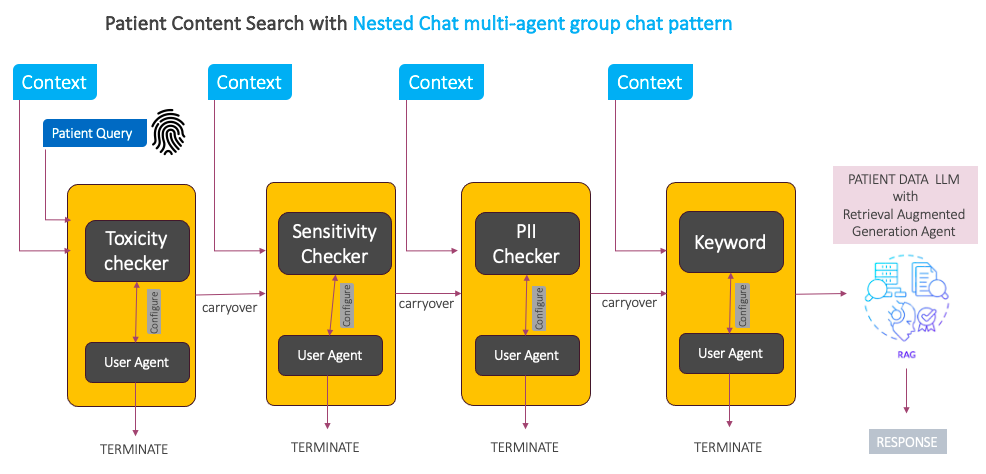 Patient Content Search with Nested Chat multi-agent group chat pattern
Context
Context
Context
Context
Patient Query
Toxicity
checker
Configure
User Agent
TERMINATE
carryover
Sensitivity
Checker
Configure
User Agent
TERMINATE
carryover
PII
Checker
Configure
User Agent
TERMINATE
carryover
Keyword
Configure
User Agent
TERMINATE
PATIENT DATA LLM
with
Retrieval Augmented
Generation Agent
RAG
RESPONSE